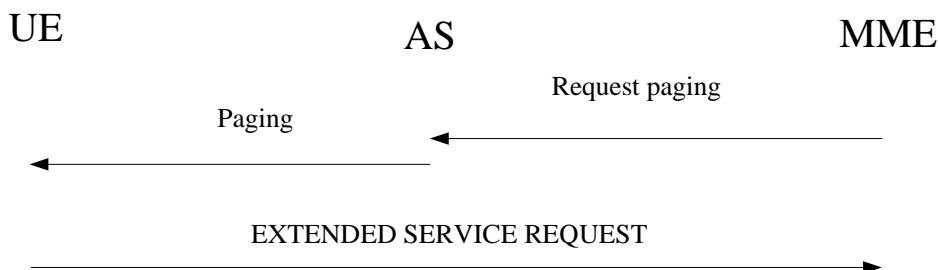 UE
AS
MME
Request paging
Paging
EXTENDED SERVICE REQUEST